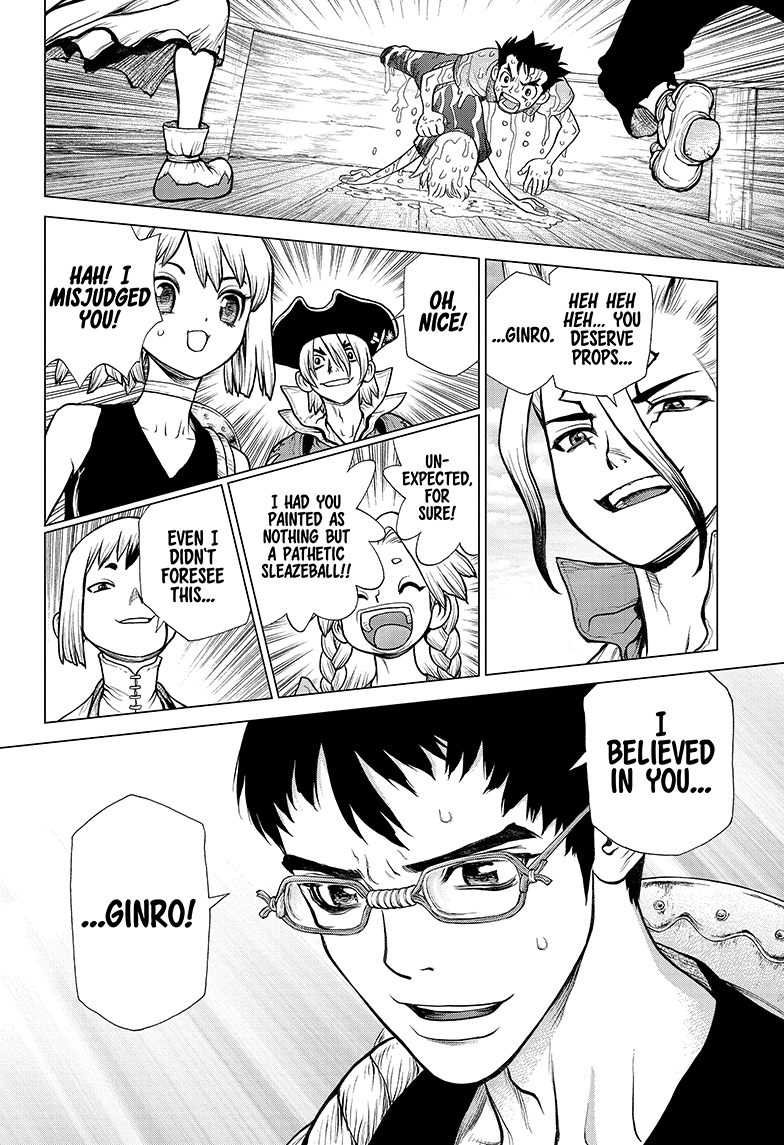 HEH HEH
HEH... YOU
DESERVE
PROPS...
...GINRO.
OH,
NICE!
HAH! I
MISJUDGED
YOU!
UN-
EXPECTED,
FOR
SURE!
I HAD YOU
PAINTED AS
NOTHING BUT
A PATHETIC
SLEAZEBALL!!
EVEN I
DIDN'T
FORESEE
THIS...
I
BELIEVED
IN YOU...
...GINRO!